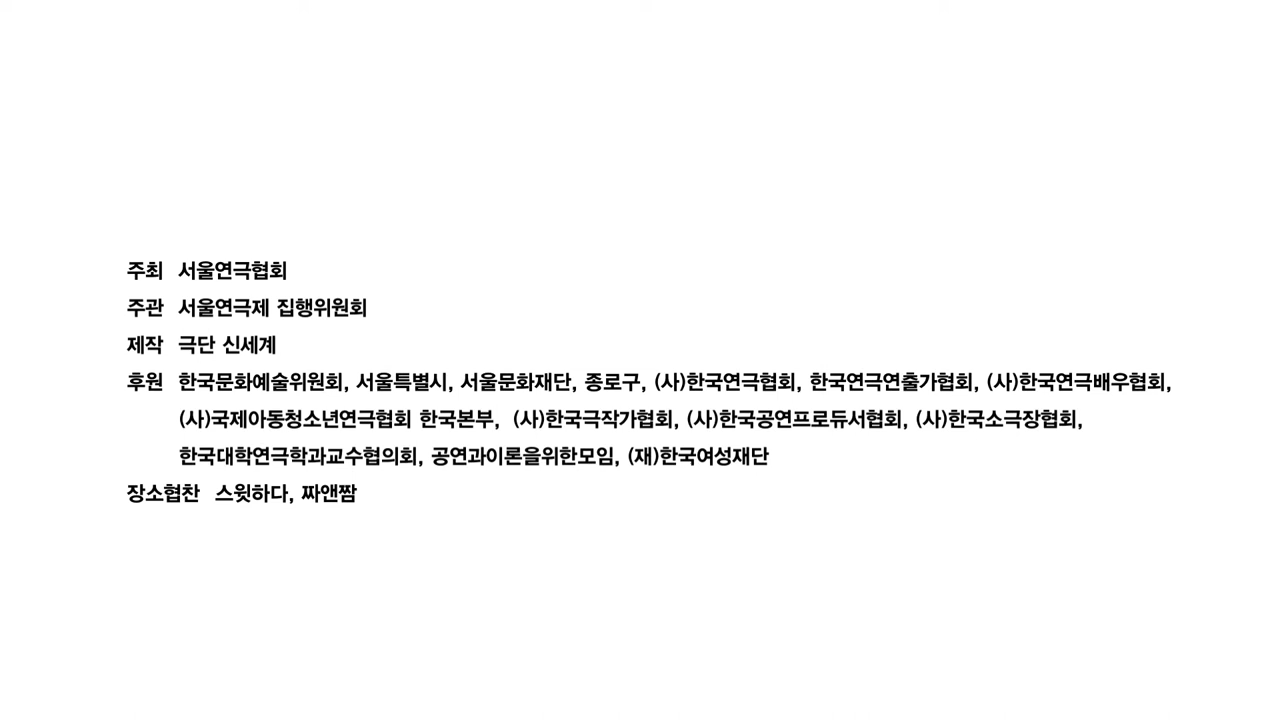 주최 서울연극협회
주관 서울연극제 집행위원회
제작 극단 신세계
후원 한국문화예술위원회, 서울특별시, 서울문화재단, 종로구, (사)한국연극협회, 한국연극연출가협회, (사)한국연극배우협회,
(사)국제아동청소년연극협회 한국본부, (사)한국극작가협회, (사)한국공연프로듀서협회, (사)한국소극장협회,
한국대학연극학과교수협의회, 공연과이론을위한모임, (재)한국여성재단
장소협찬 스윗하다, 짜앤짬